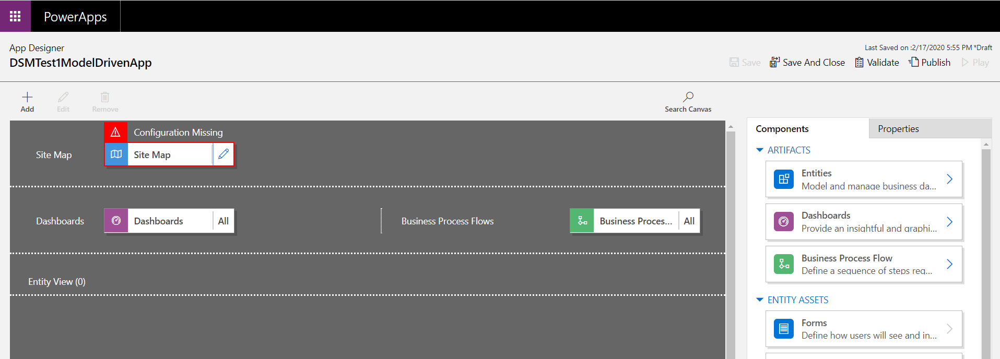 PowerApps
App Designer
DSMTest1ModelDrivenApp
Last Saved on :2/17/2020 5:55 PM *Draft
Save
Save And Close
Validate
Publish
Play
Add
Edit
Remove
Search Canvas
Configuration Missing
Site Map
Site Map
Dashboards
Dashboards
All
Business Process Flows
Business Proces...
All
Entity View (0)
Components
Properties
ARTIFACTS
Entities
Model and manage business da...
Dashboards
Provide an insightful and graphi...
Business Process Flow
Define a sequence of steps req...
ENTITY ASSETS
Forms
Define how users will see and in...